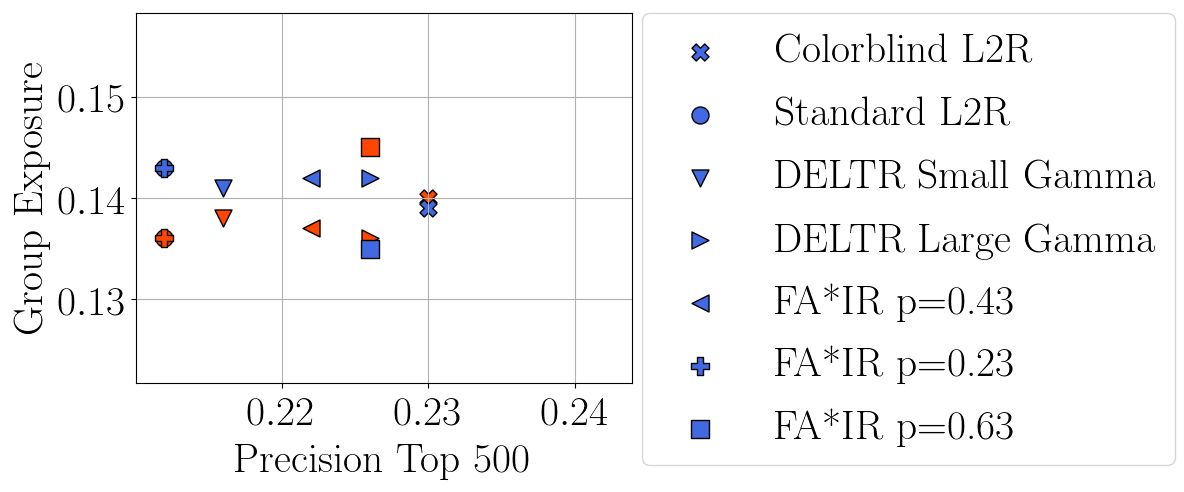 Group Exposure
0.15
0.14
0.13
0.22
0.23
0.24
Precision Top 500
Colorblind L2R
Standard L2R
DELTR Small Gamma
DELTR Large Gamma
FA*IR p=0.43
FA*IR p=0.23
FA*IR p=0.63